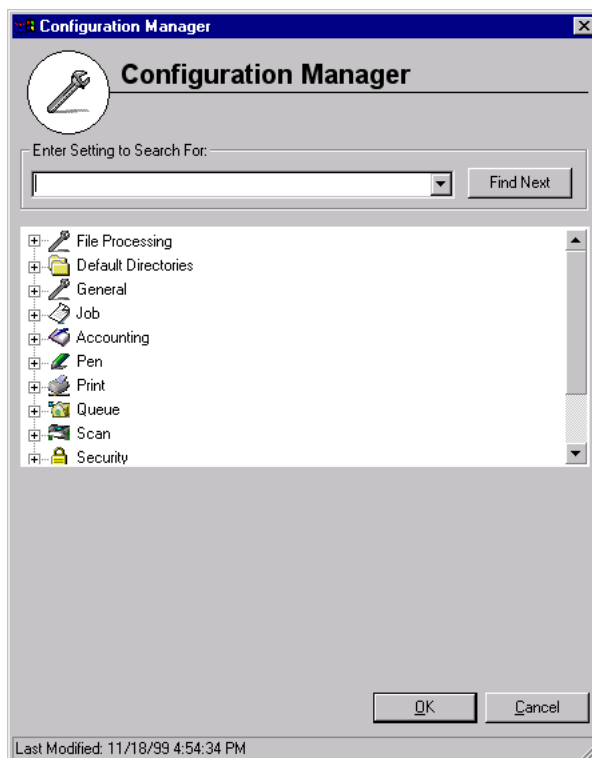 Configuration Manager
Configuration Manager
Enter Setting to Search For:
Find Next
File Processing
Default Directories
General
Job
Accounting
Pen
Print
Queue
Scan
Security
OK
Cancel
Last Modified: 11/18/99 4:54:34 PM